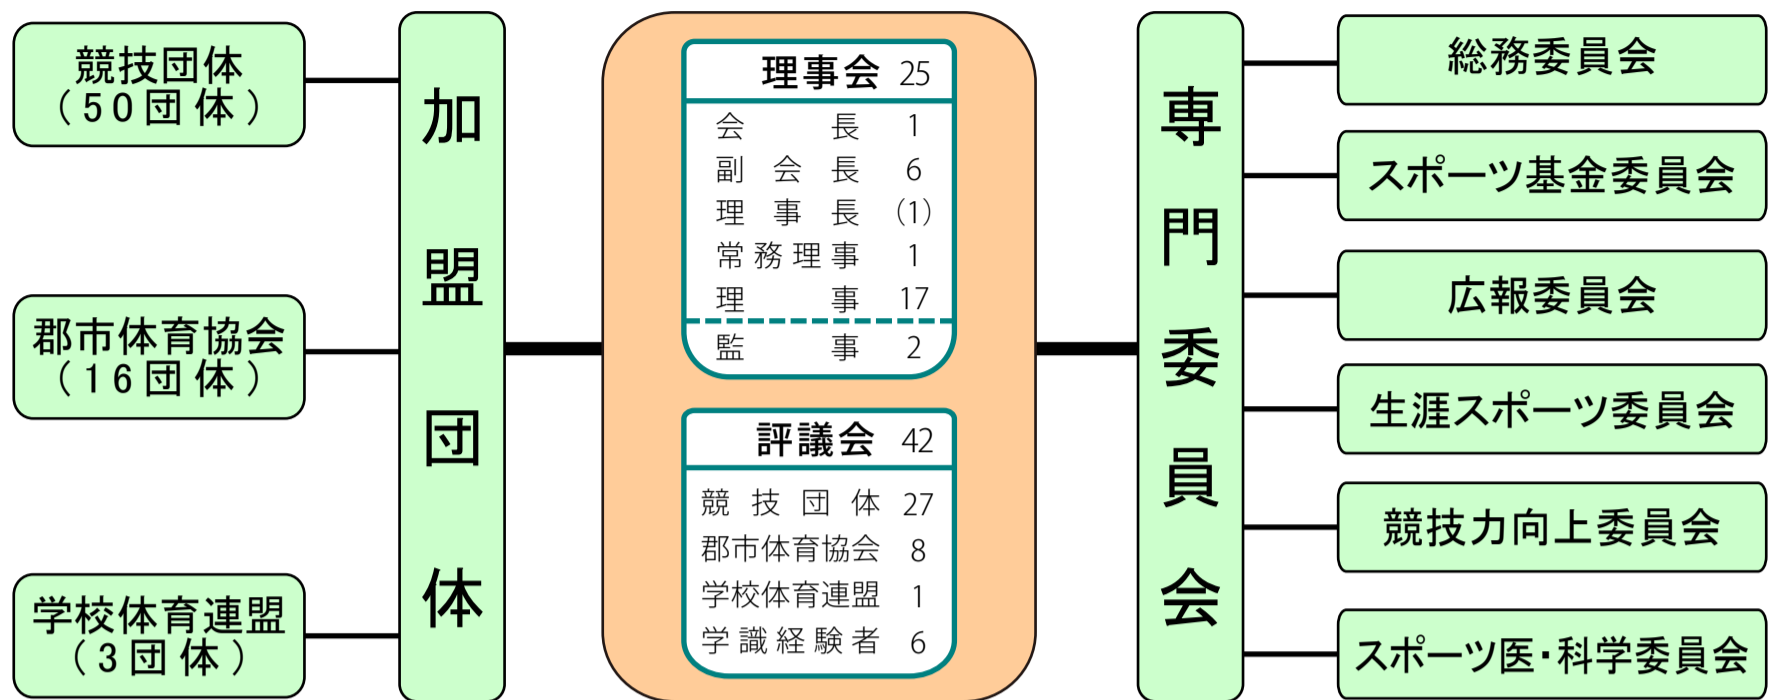 競技団体
（50団体）
郡市体育協会
（16団体）
学校体育連盟
（3団体）
加盟団体
理事会 25
会長 1
副会長 6
理事長 （1）
常務理事 1
理事 17
監事 2
評議会 42
競技団体 27
郡市体育協会 8
学校体育連盟 1
学識経験者 6
専門委員会
総務委員会
スポーツ基金委員会
広報委員会
生涯スポーツ委員会
競技力向上委員会
スポーツ医・科学委員会